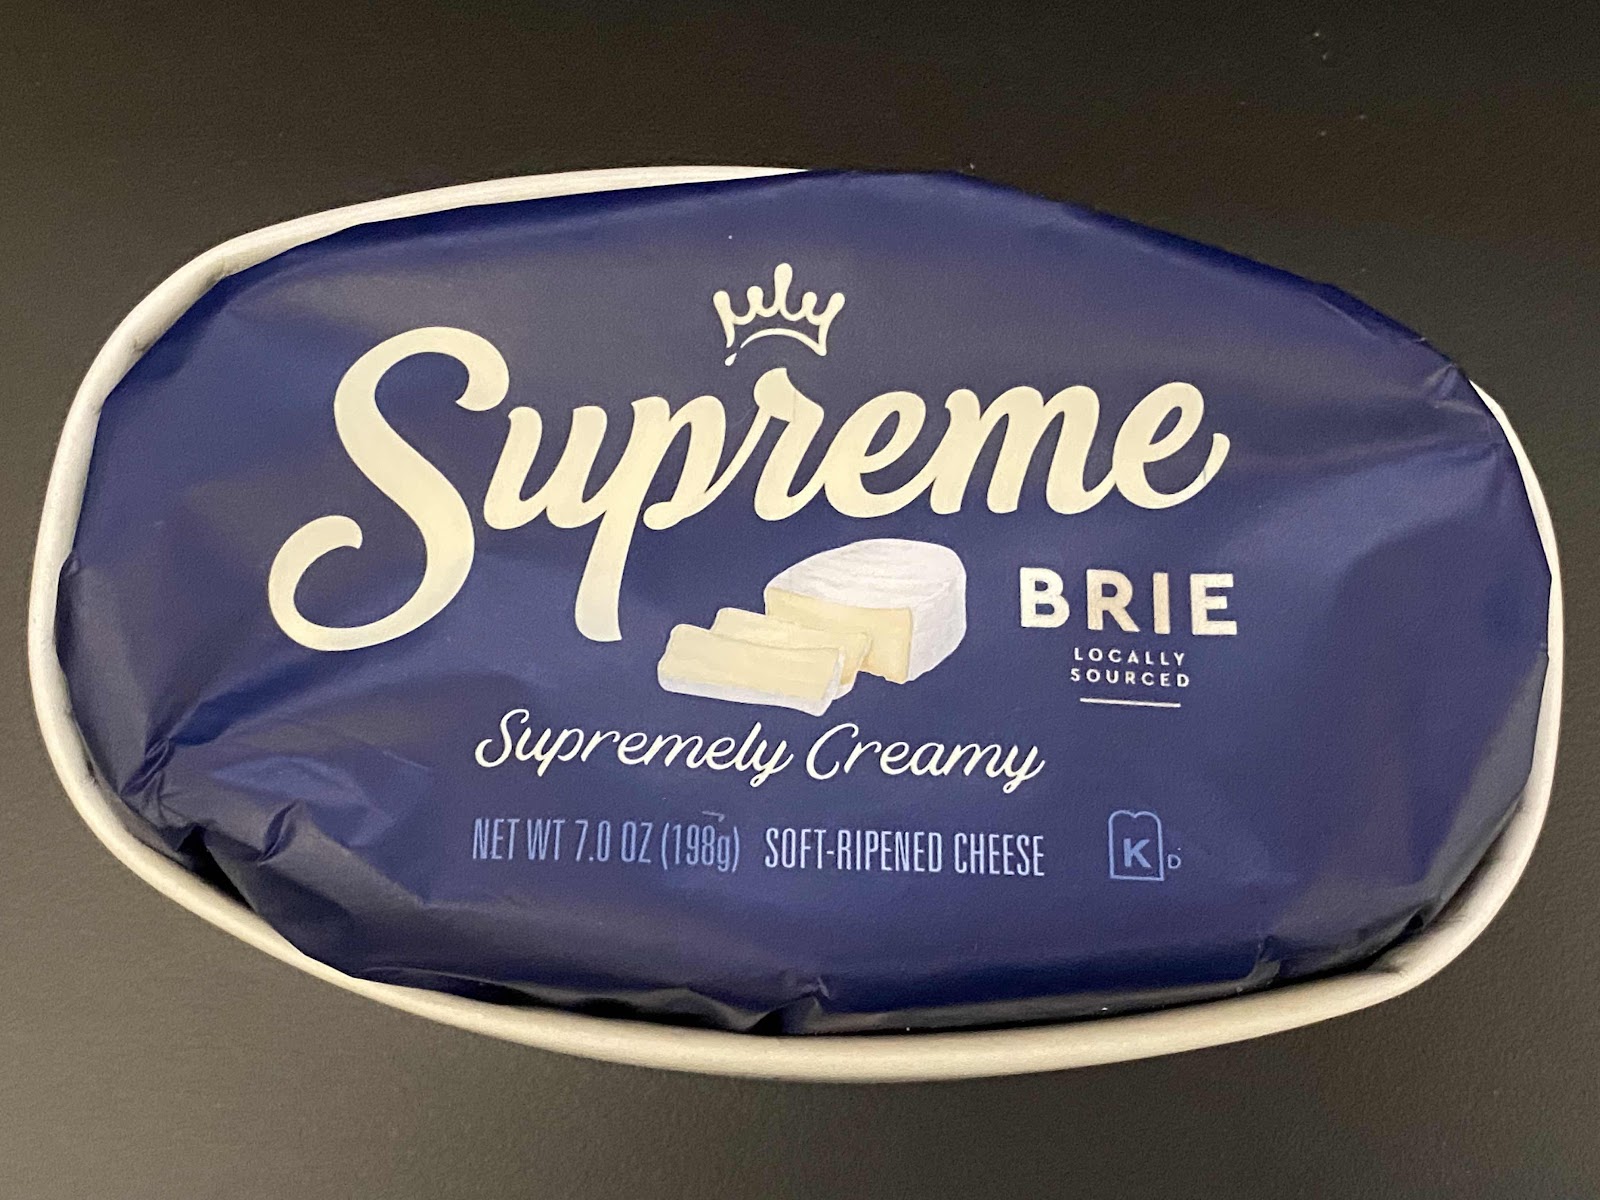 Supreme
BRIE
LOCALLY
SOURCED
Supremely Creamy
NET WT 7.0 OZ (198g) SOFT-RIPENED CHEESE
K D